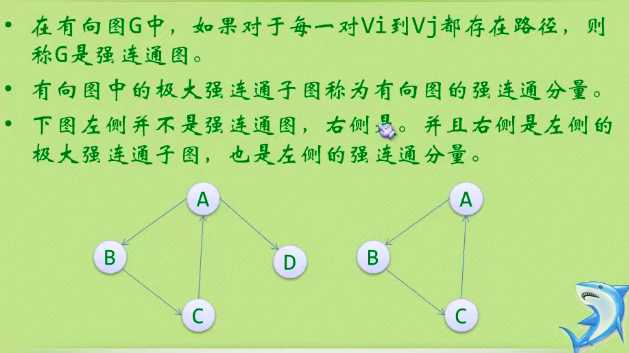 • 在有向图G中，如果对于每一对Vi到Vj都存在路径，则
称G是强连通图。
• 有向图中的极大强连通子图称为有向图的强连通分量。
• 下图左侧并不是强连通图，右侧是。并且右侧是左侧的
极大强连通子图，也是左侧的强连通分量。
A
B
D
C
A
B
C